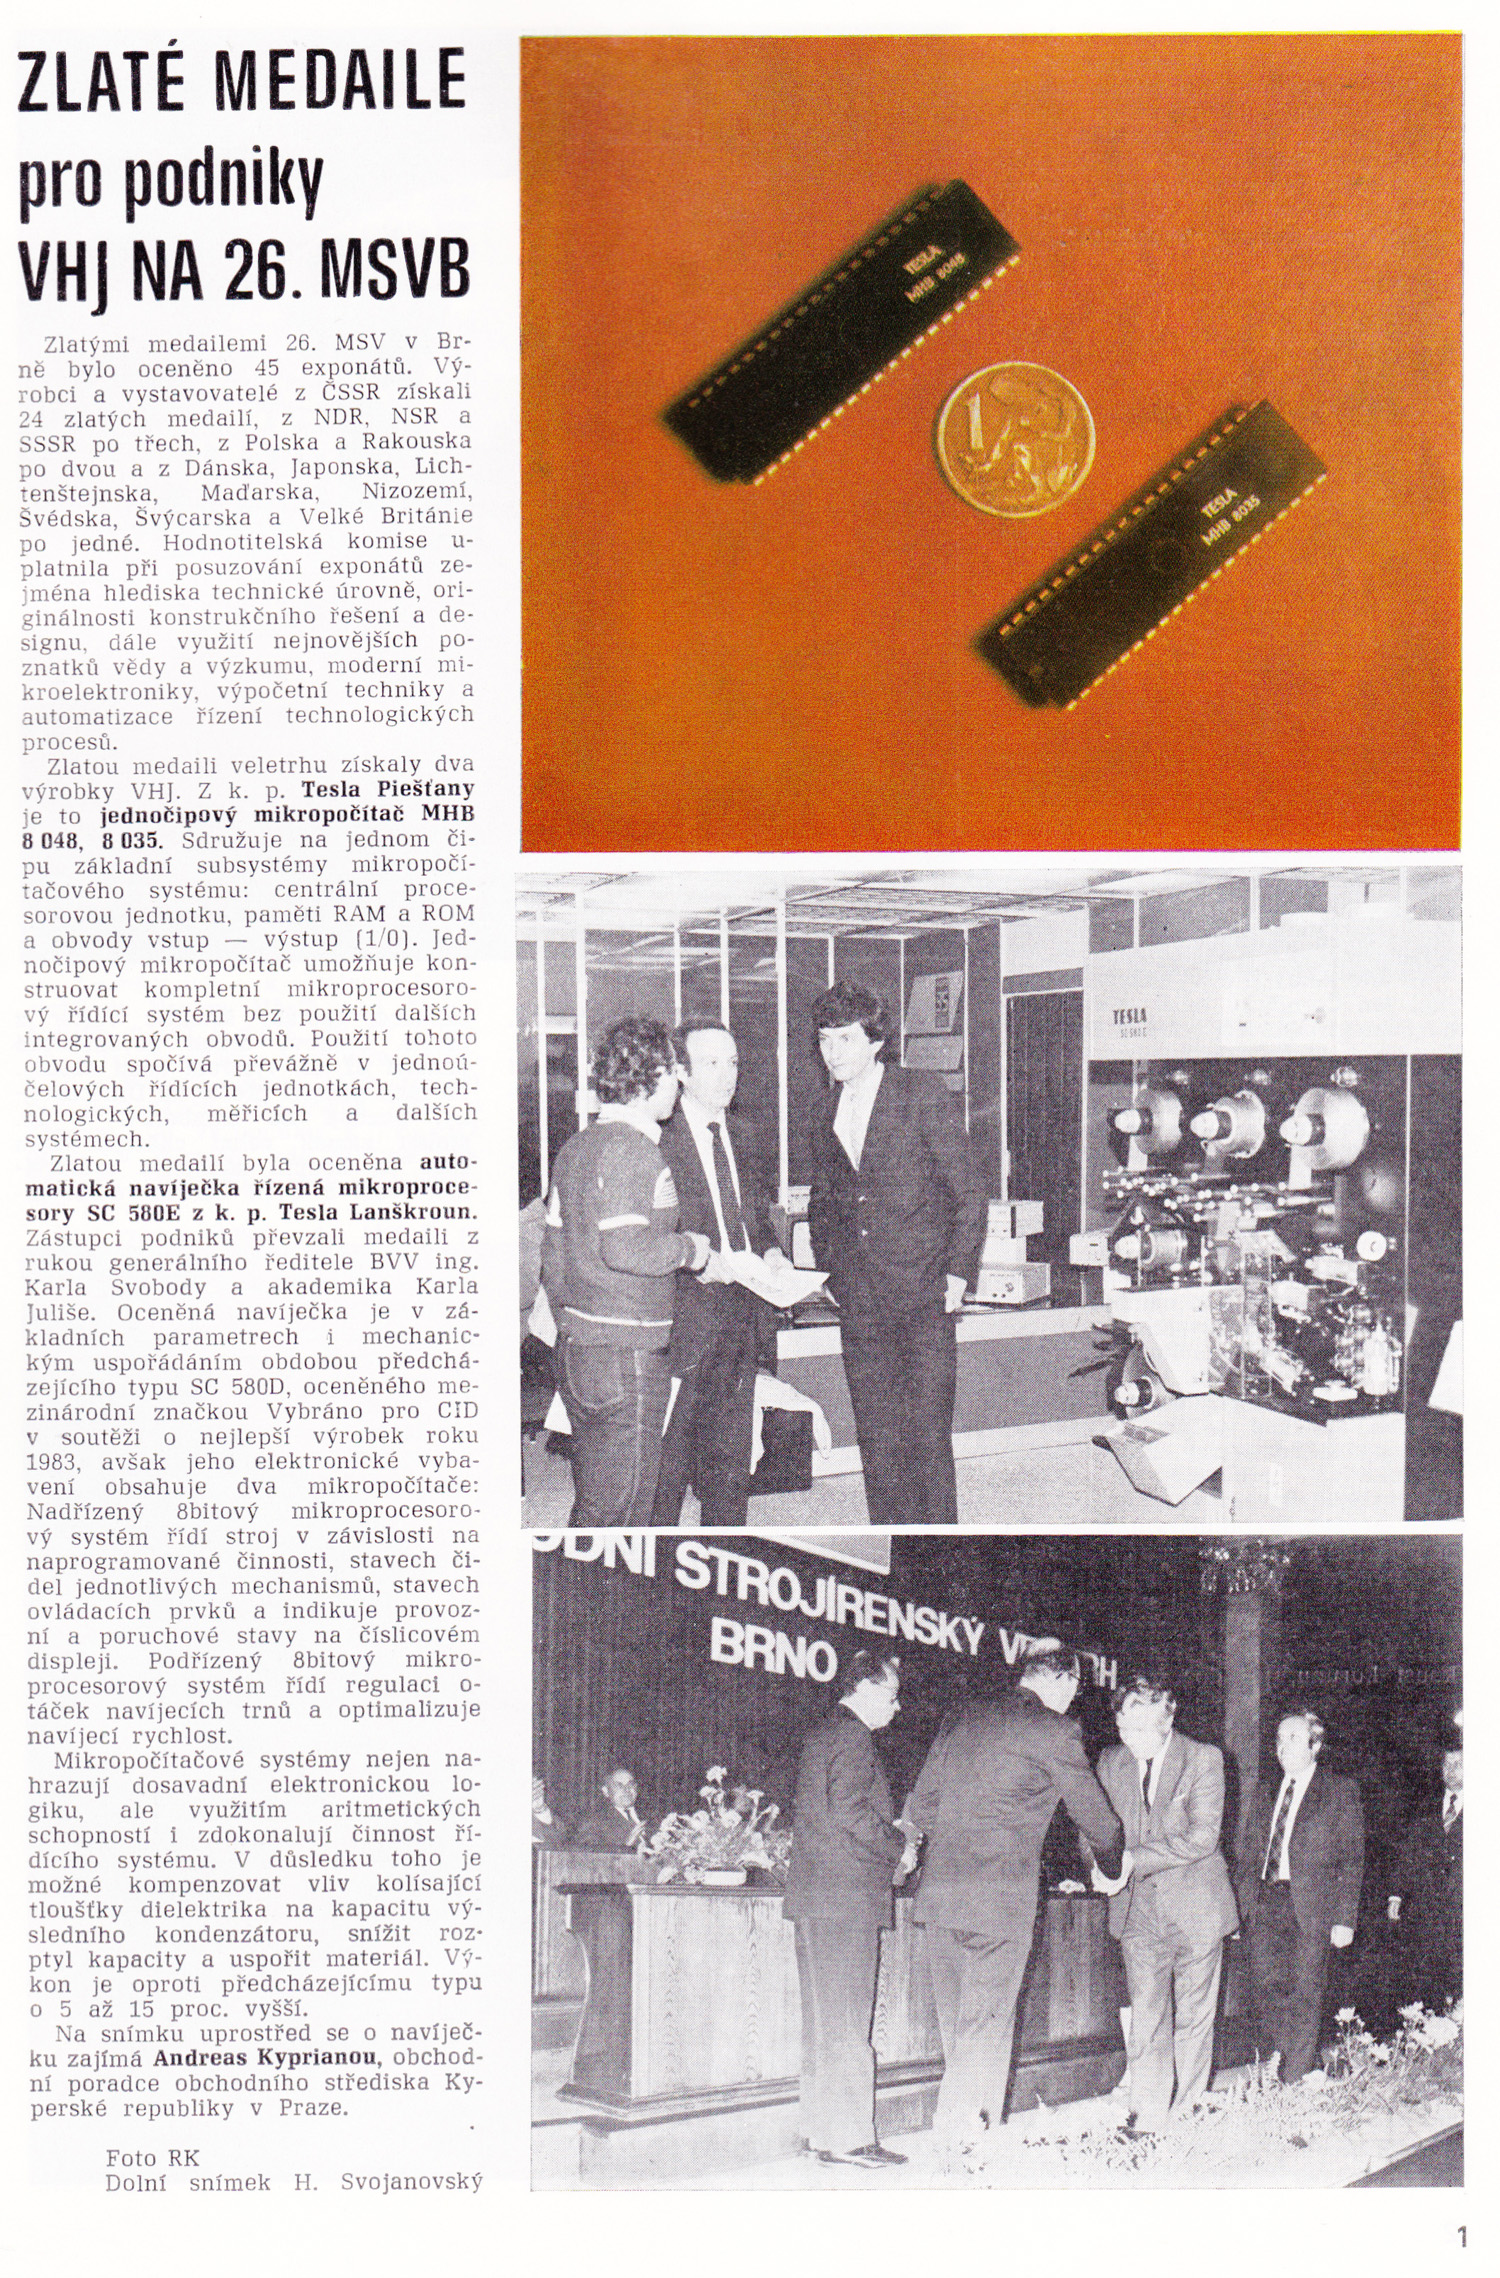 ZLATÉ MEDAILE
pro podniky
VHJ NA 26. MSVB
Zlatými medailemi 26. MSV v Br-
ně bylo oceněno 45 exponátů. Vý-
robci a vystavovatelé z ČSSR získali
24 zlatých medailí, z NDR, NSR a
SSSR po třech, z Polska a Rakouska
po dvou a z Dánska, Japonska, Lich-
tenštejnska, Maďarska, Nizozemí,
Švédska, Švýcarska a Velké Británie
po jedné. Hodnotitelská komise u-
platnila při posuzování exponátů ze-
jména hlediska technické úrovně, ori-
ginálnosti konstrukčního řešení a de-
signu, dále využití nejnovějších po-
znatků vědy a výzkumu, moderní mi-
kroelektroniky, výpočetní techniky a
automatizace řízení technologických
procesů.
Zlatou medaili veletrhu získaly dva
výrobky VHJ. Z k. p. Tesla Piešťany
je to jednočipový mikropočítač MHB
8 048, 8 035. Sdružuje na jednom či-
pu základní subsystémy mikropočí-
tačového systému: centrální proce-
sorovou jednotku, paměti RAM a ROM
a obvody vstup — výstup (1/0). Jed-
nočipový mikropočítač umožňuje kon-
struovat kompletní mikroprocesoro-
vý řídící systém bez použití dalších
integrovaných obvodů. Použití tohoto
obvodu spočívá převážně v jednoú-
čelových řídících jednotkách, tech-
nologických, měřicích a dalších
systémech.
Zlatou medailí byla oceněna auto-
matická navíječka řízená mikroproce-
sory SC 580E z k. p. Tesla Lanškroun.
Zástupci podniků převzali medaili z
rukou generálního ředitele BVV ing.
Karla Svobody a akademika Karla
Juliše. Oceněná navíječka je v zá-
kladních parametrech i mechanic-
kým uspořádáním obdobou předchá-
zejícího typu SC 580D, oceněného me-
zinárodní značkou Vybráno pro CID
v soutěži o nejlepší výrobek roku
1983, avšak jeho elektronické vyba-
vení obsahuje dva mikropočítače:
Nadřízený 8bitový mikroprocesoro-
vý systém řídí stroj v závislosti na
naprogramované činnosti, stavech či-
del jednotlivých mechanismů, stavech
ovládacích prvků a indikuje provoz-
ní a poruchové stavy na číslicovém
displeji. Podřízený 8bitový mikro-
procesorový systém řídí regulaci o-
táček navíjecích trnů a optimalizuje
navíjecí rychlost.
Mikropočítačové systémy nejen na-
hrazují dosavadní elektronickou lo-
giku, ale využitím aritmetických
schopností i zdokonalují činnost ří-
dícího systému. V důsledku toho je
možné kompenzovat vliv kolísající
tloušťky dielektrika na kapacitu vý-
sledního kondenzátoru, snížit roz-
ptyl kapacity a uspořit materiál. Vý-
kon je oproti předcházejícímu typu
o 5 až 15 proc. vyšší.
Na snímku uprostřed se o navíječ-
ku zajímá Andreas Kyprianou, obchod-
ní poradce obchodního střediska Ky-
perské republiky v Praze.
Foto RK
Dolní snímek H. Svojanovský
TESLA
MHB 8048
1
TESLA
MHB 8035
TESLA
ODNÍ STROJÍRENSKÝ
BRNO
1